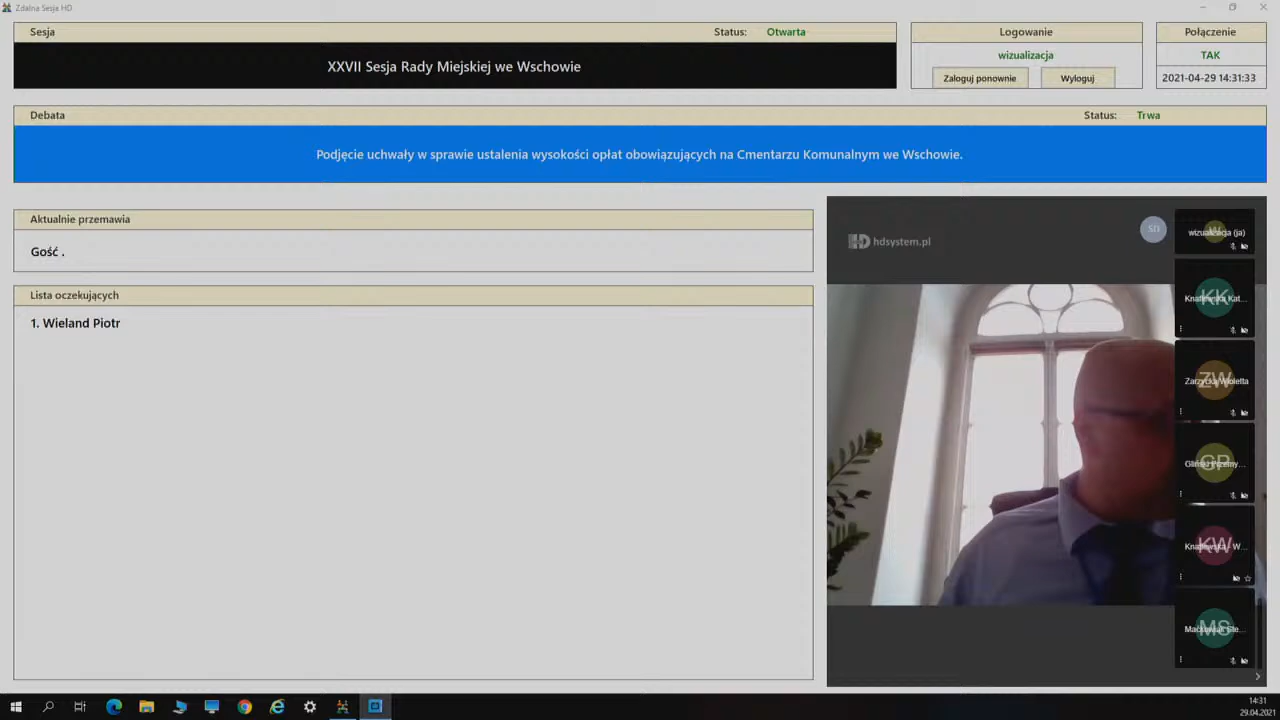 Zdalna Sesja HD
Sesja
Status: Otwarta
XXVII Sesja Rady Miejskiej we Wschowie
Logowanie
wizualizacja
Zaloguj ponownie
Wyloguj
Połączenie
TAK
2021-04-29 14:31:33
Debata
Status: Trwa
Podjęcie uchwały w sprawie ustalenia wysokości opłat obowiązujących na Cmentarzu Komunalnym we Wschowie.
Aktualnie przemawia
Gość .
Lista oczekujących
1. Wieland Piotr
HD hdsystem.pl
SD
wizualizacja (ja)
KK
ZW
Zarzycka Wioletta
GP
KW
MS
14:31
29.04.2021